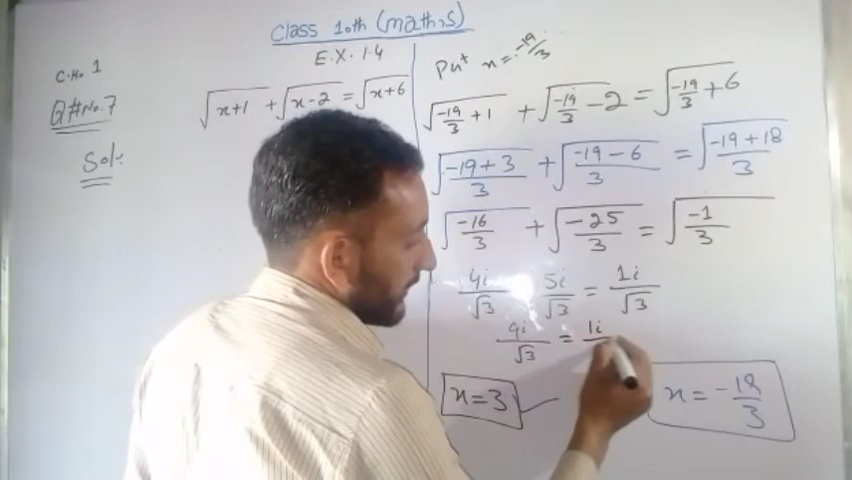 Class 10th (maths)
E.X. 1.4
C.No 1
Q#No.7
Sol:
√(x+1) + √(x-2) = √(x+6)
Put x = -19/3
√(-19/3 + 1) + √(-19/3 - 2) = √(-19/3 + 6)
√((-19+3)/3) + √((-19-6)/3) = √((-19+18)/3)
√(-16/3) + √(-25/3) = √(-1/3)
4i/√3 5i/√3 = 1i/√3
9i/√3 = 1i
x=3
x = -19/3